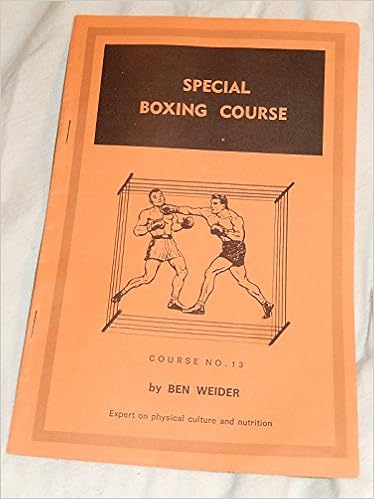 SPECIAL
BOXING COURSE
COURSE NO. 13
by BEN WEIDER
Expert on physical culture and nutrition